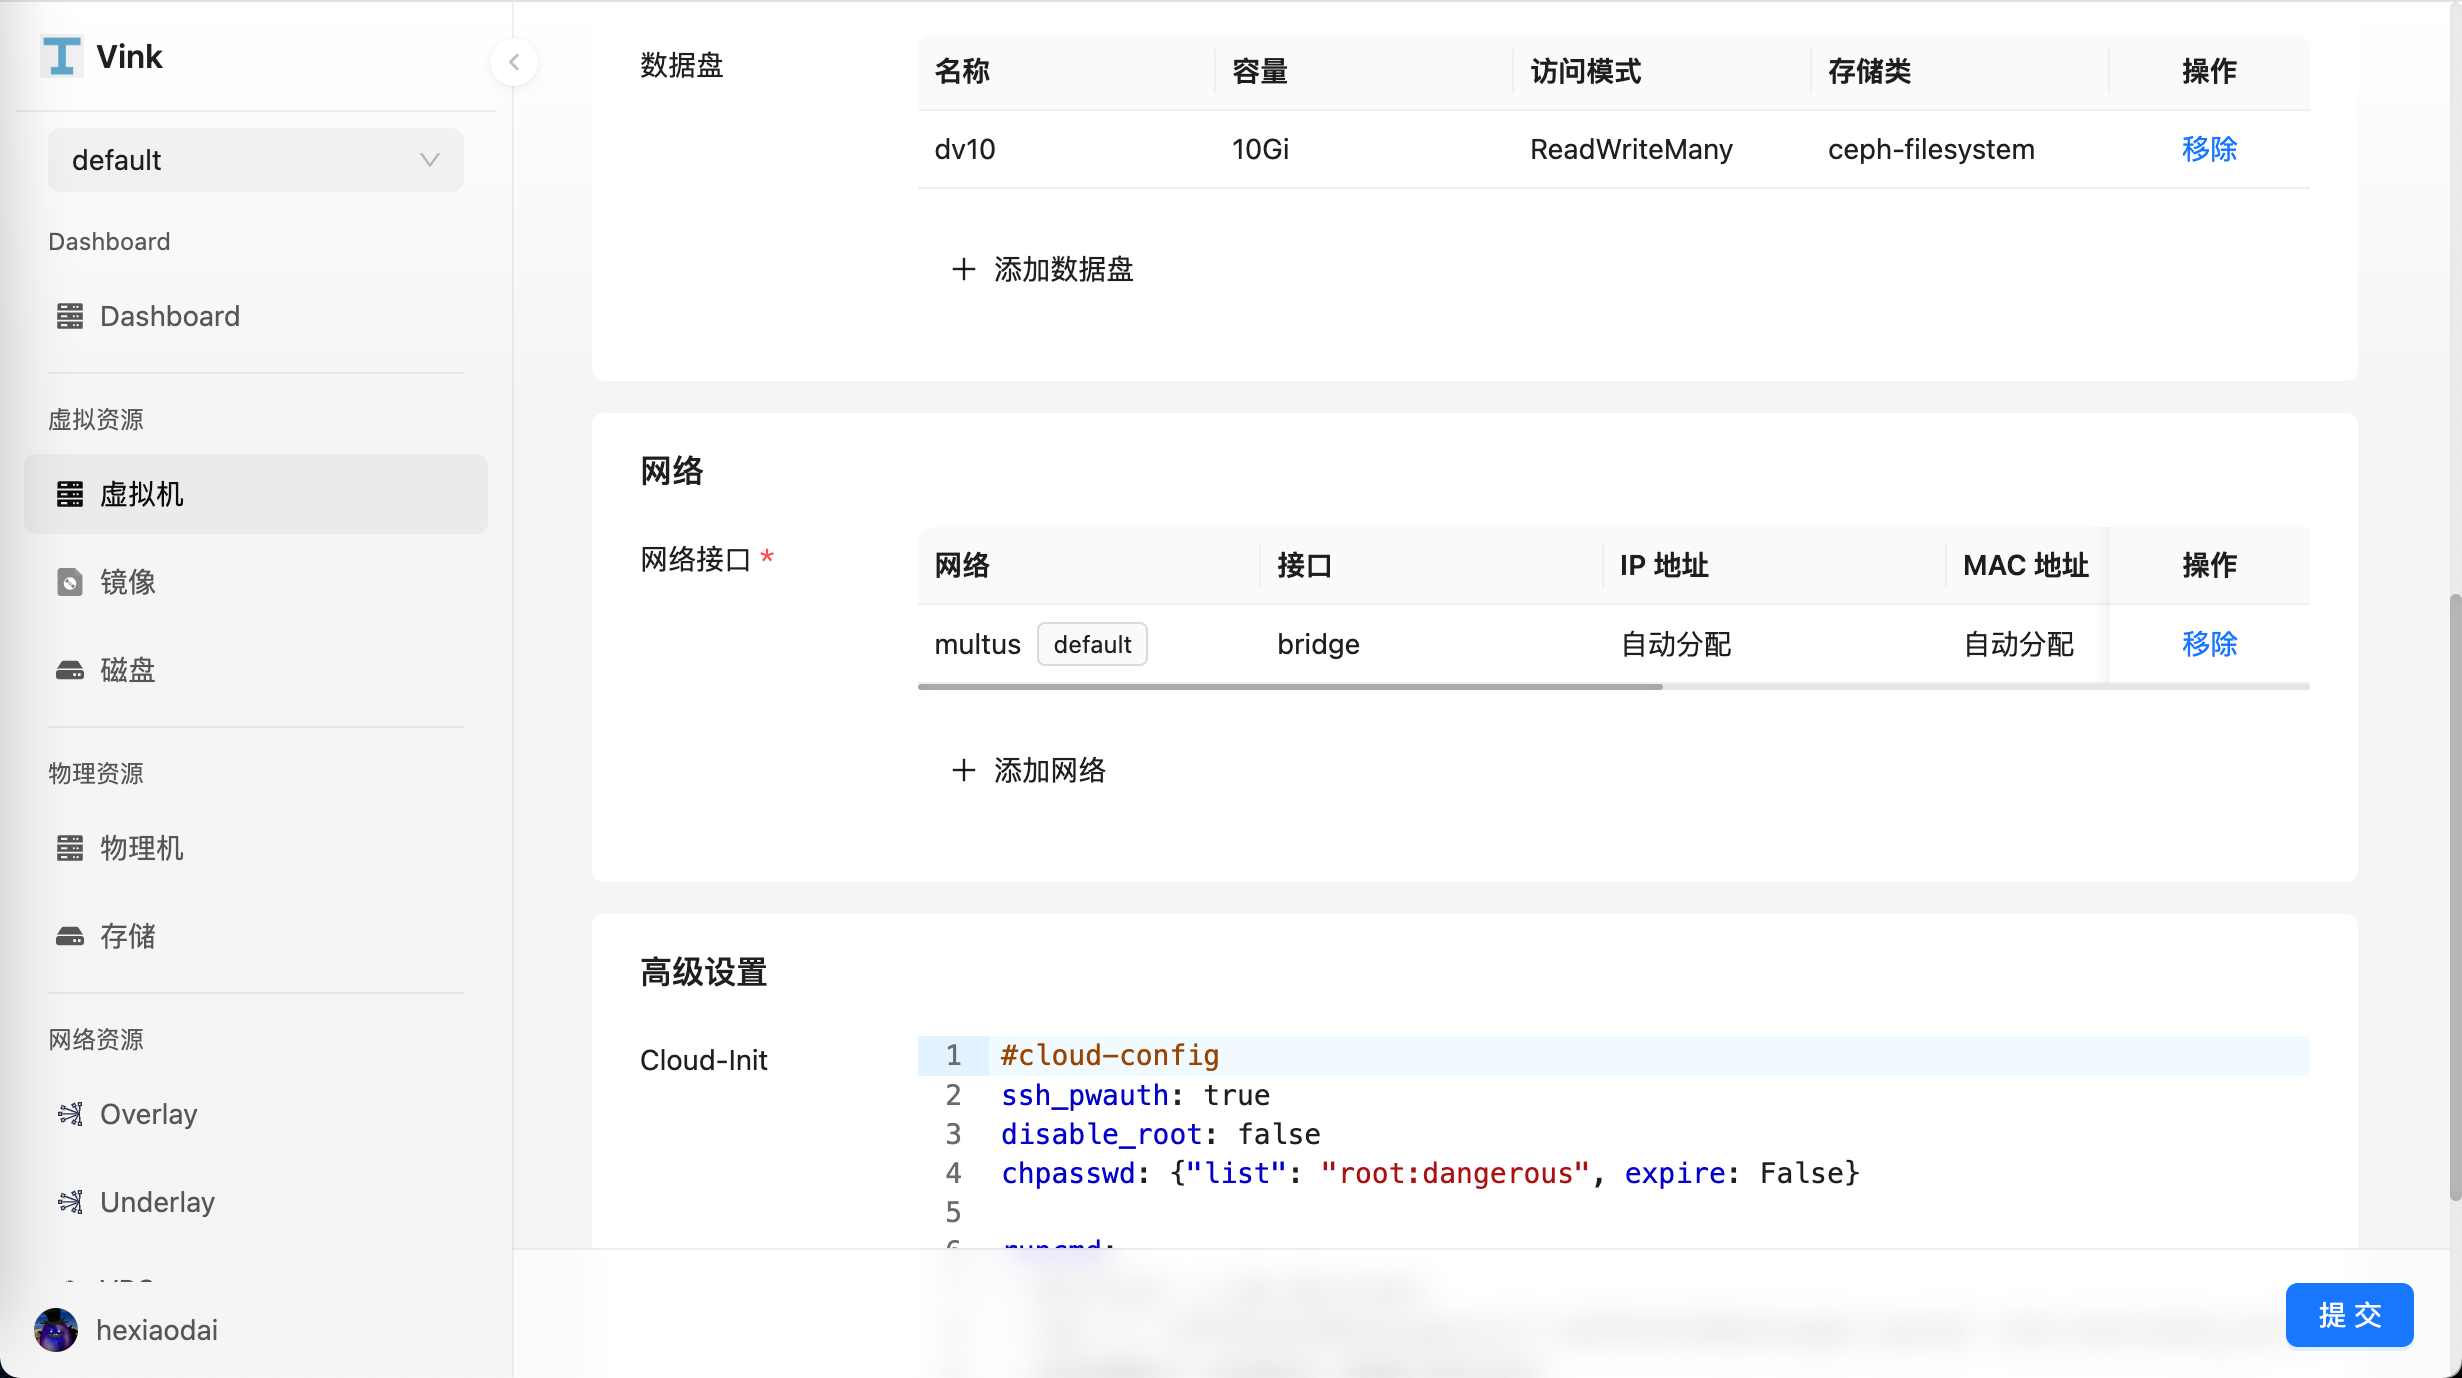 Vink
default
Dashboard
Dashboard
虚拟资源
虚拟机
镜像
磁盘
物理资源
物理机
存储
网络资源
Overlay
Underlay
hexiaodai
数据盘
名称 容量 访问模式 存储类 操作
dv10 10Gi ReadWriteMany ceph-filesystem 移除
添加数据盘
网络
网络接口 *
网络 接口 IP 地址 MAC 地址 操作
multus default bridge 自动分配 自动分配 移除
添加网络
高级设置
Cloud-Init
1 #cloud-config
2 ssh_pwauth: true
3 disable_root: false
4 chpasswd: {"list": "root:dangerous", expire: False}
5
6 runcmd:
提 交